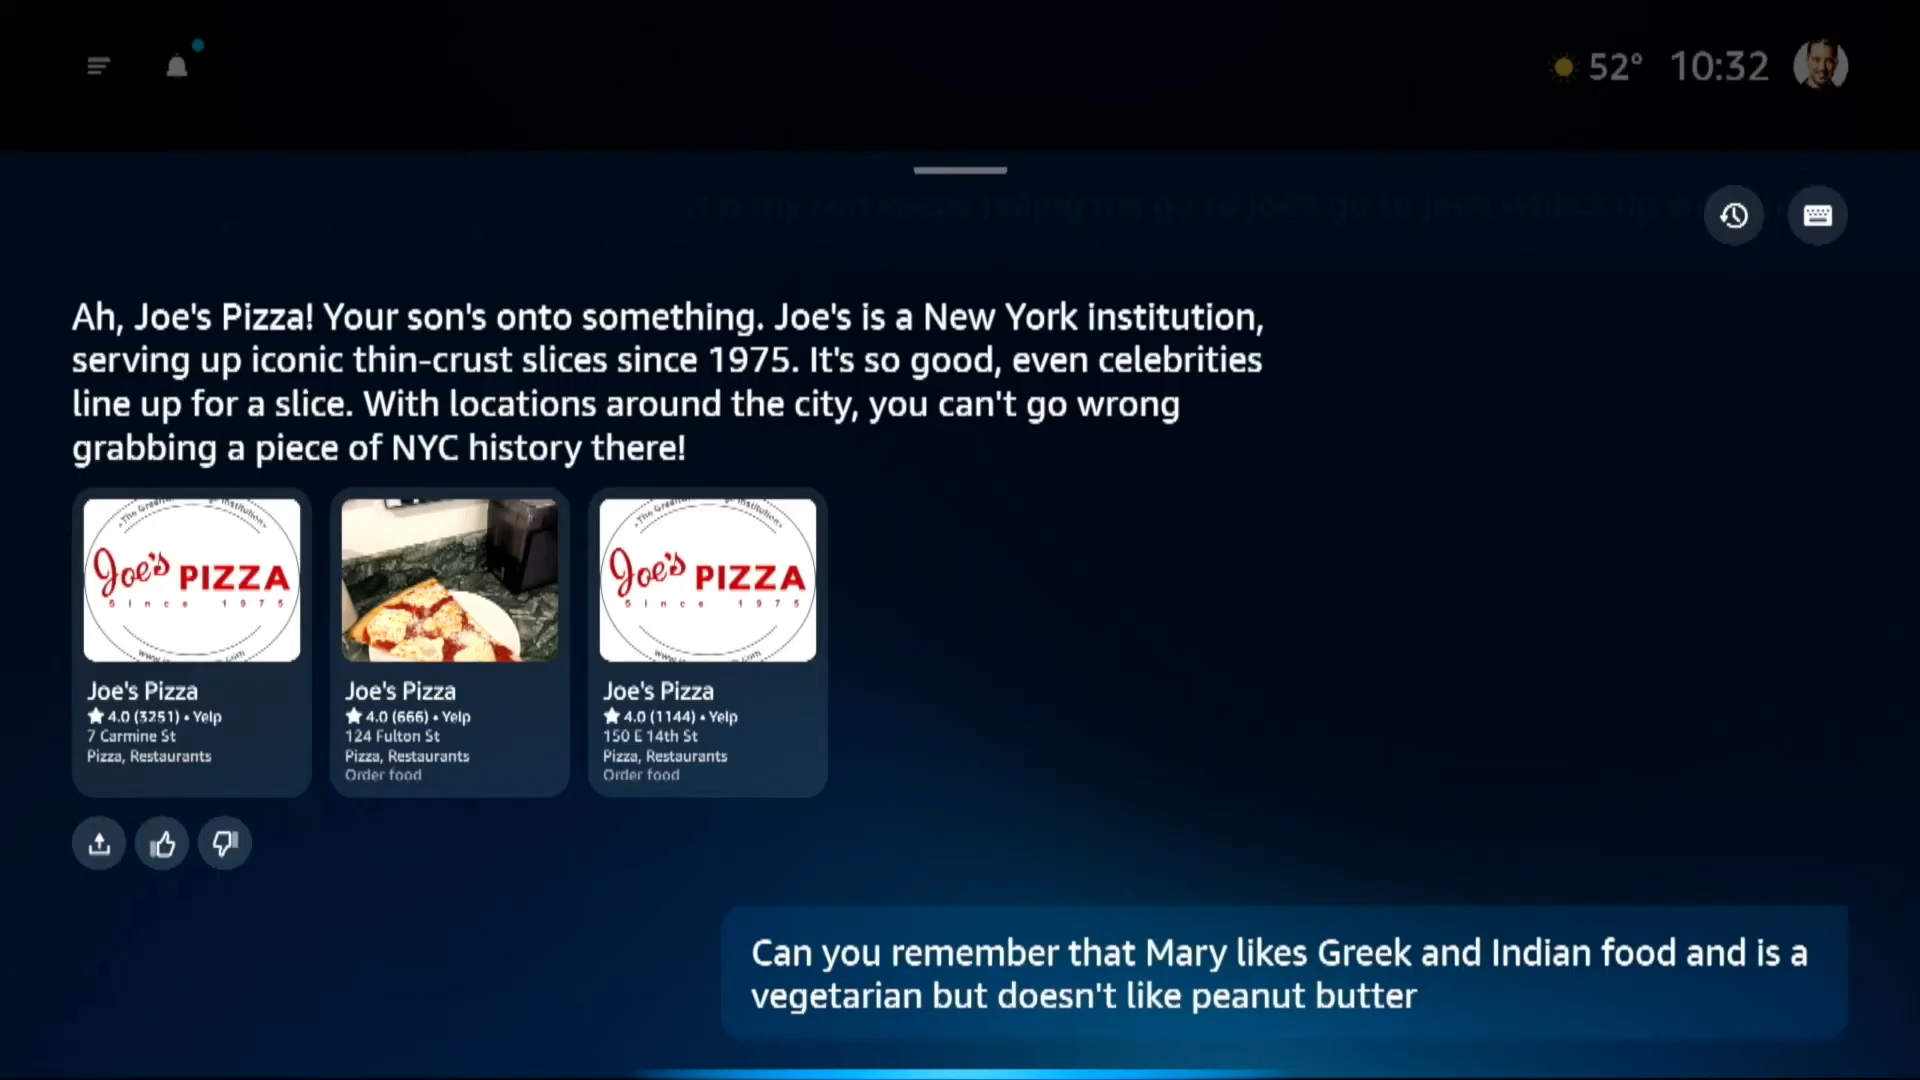 52° 10:32
Ah, Joe's Pizza! Your son's onto something. Joe's is a New York institution,
serving up iconic thin-crust slices since 1975. It's so good, even celebrities
line up for a slice. With locations around the city, you can't go wrong
grabbing a piece of NYC history there!
Joe's PIZZA
Since 1975
Joe's Pizza
4.0 (3251) • Yelp
7 Carmine St
Pizza, Restaurants
Joe's Pizza
4.0 (666) • Yelp
124 Fulton St
Pizza, Restaurants
Order food
Joe's PIZZA
Since 1975
Joe's Pizza
4.0 (1144) • Yelp
150 E 14th St
Pizza, Restaurants
Order food
Can you remember that Mary likes Greek and Indian food and is a
vegetarian but doesn't like peanut butter